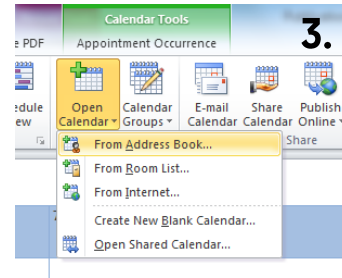 Calendar Tools
3.
e PDF Appointment Occurrence
edule Open Calendar E-mail Share Publish
ew Calendar Groups Calendar Calendar Online
Share
From Address Book...
From Room List...
From Internet...
Create New Blank Calendar...
Open Shared Calendar...
7